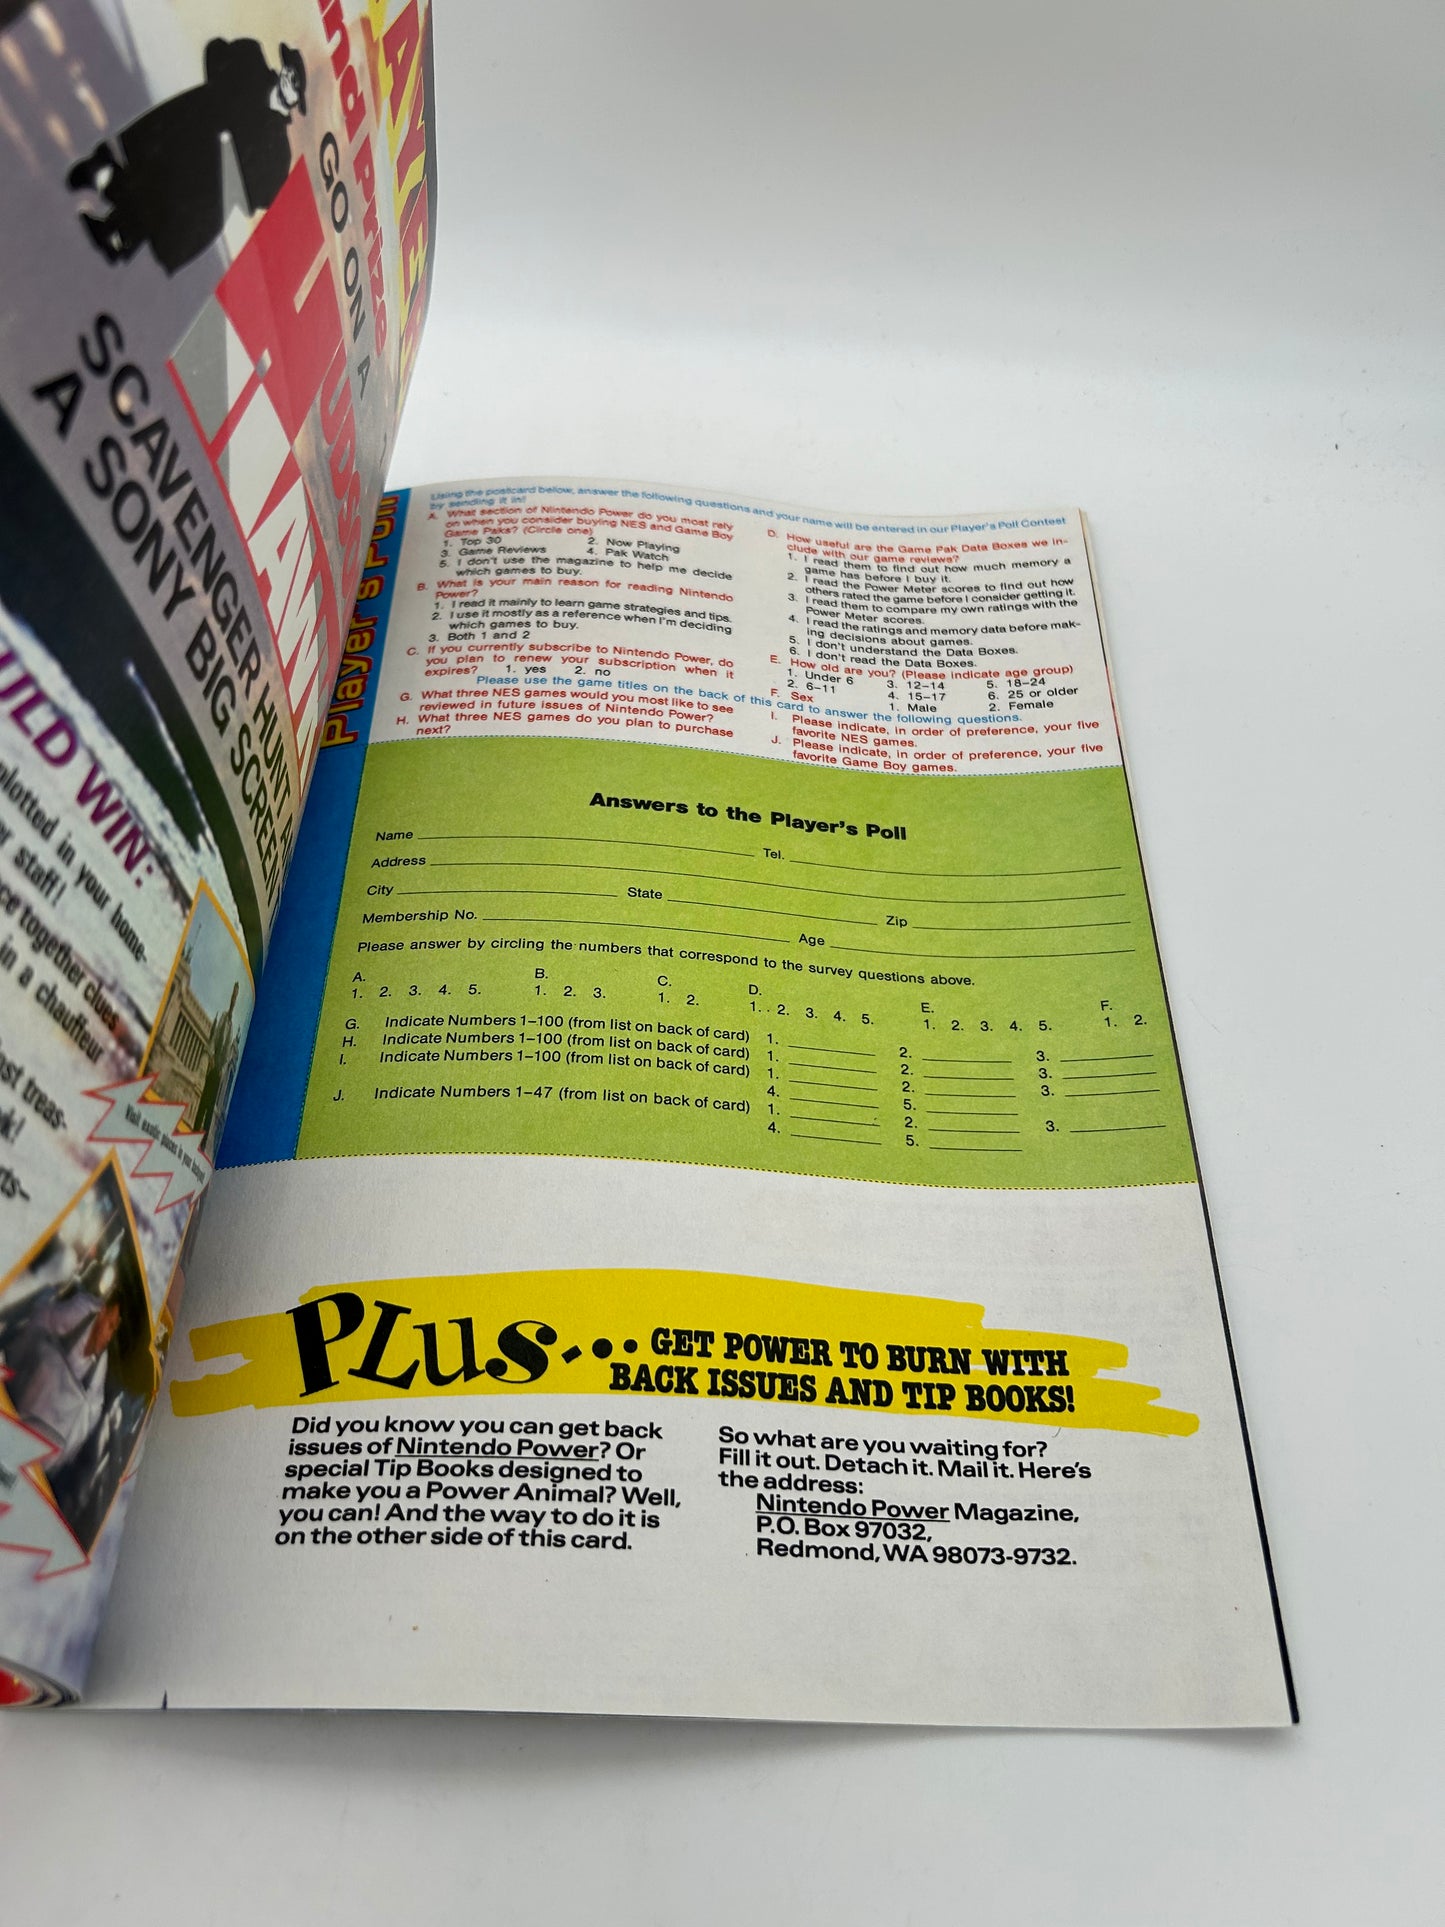 AYER
and Prize
GO ON A
HUDSON
HAWK
SCAVENGER HUNT AND
A SONY BIG SCREEN
ULD WIN:
plotted in your home-
staff!
together clues
in a chauffeur
st treas-
Player's Poll
Using the postcard below, answer the following questions and your name will be entered in our Player's Poll Contest
by sending it in!
A. What section of Nintendo Power do you most rely
on when you consider buying NES and Game Boy
Game Paks? (Circle one)
1. Top 30 2. Now Playing
3. Game Reviews 4. Pak Watch
5. I don't use the magazine to help me decide
which games to buy.
B. What is your main reason for reading Nintendo
Power?
1. I read it mainly to learn game strategies and tips.
2. I use it mostly as a reference when I'm deciding
which games to buy.
3. Both 1 and 2
C. If you currently subscribe to Nintendo Power, do
you plan to renew your subscription when it
expires? 1. yes 2. no
D. How useful are the Game Pak Data Boxes we in-
clude with our game reviews?
1. I read them to find out how much memory a
game has before I buy it.
2. I read the Power Meter scores to find out how
others rated the game before I consider getting it.
3. I read them to compare my own ratings with the
Power Meter scores.
4. I read the ratings and memory data before mak-
ing decisions about games.
5. I don't understand the Data Boxes.
6. I don't read the Data Boxes.
E. How old are you? (Please indicate age group)
1. Under 6 3. 12–14 5. 18–24
2. 6–11 4. 15–17 6. 25 or older
F. Sex 1. Male 2. Female
Please use the game titles on the back of this card to answer the following questions.
G. What three NES games would you most like to see
reviewed in future issues of Nintendo Power?
H. What three NES games do you plan to purchase
next?
I. Please indicate, in order of preference, your five
favorite NES games.
J. Please indicate, in order of preference, your five
favorite Game Boy games.
Answers to the Player's Poll
Name Tel.
Address
City State Zip
Membership No. Age
Please answer by circling the numbers that correspond to the survey questions above.
A. B. C. D. E. F.
1. 2. 3. 4. 5. 1. 2. 3. 1. 2. 1. 2. 3. 4. 5. 1. 2. 3. 4. 5. 1. 2.
G. Indicate Numbers 1–100 (from list on back of card) 1. 2. 3.
H. Indicate Numbers 1–100 (from list on back of card) 1. 2. 3.
I. Indicate Numbers 1–100 (from list on back of card) 1. 2. 3.
4. 5.
J. Indicate Numbers 1–47 (from list on back of card) 1. 2. 3.
4. 5.
PLus... GET POWER TO BURN WITH
BACK ISSUES AND TIP BOOKS!
Did you know you can get back
issues of Nintendo Power? Or
special Tip Books designed to
make you a Power Animal? Well,
you can! And the way to do it is
on the other side of this card.
So what are you waiting for?
Fill it out. Detach it. Mail it. Here's
the address:
Nintendo Power Magazine,
P.O. Box 97032,
Redmond, WA 98073-9732.